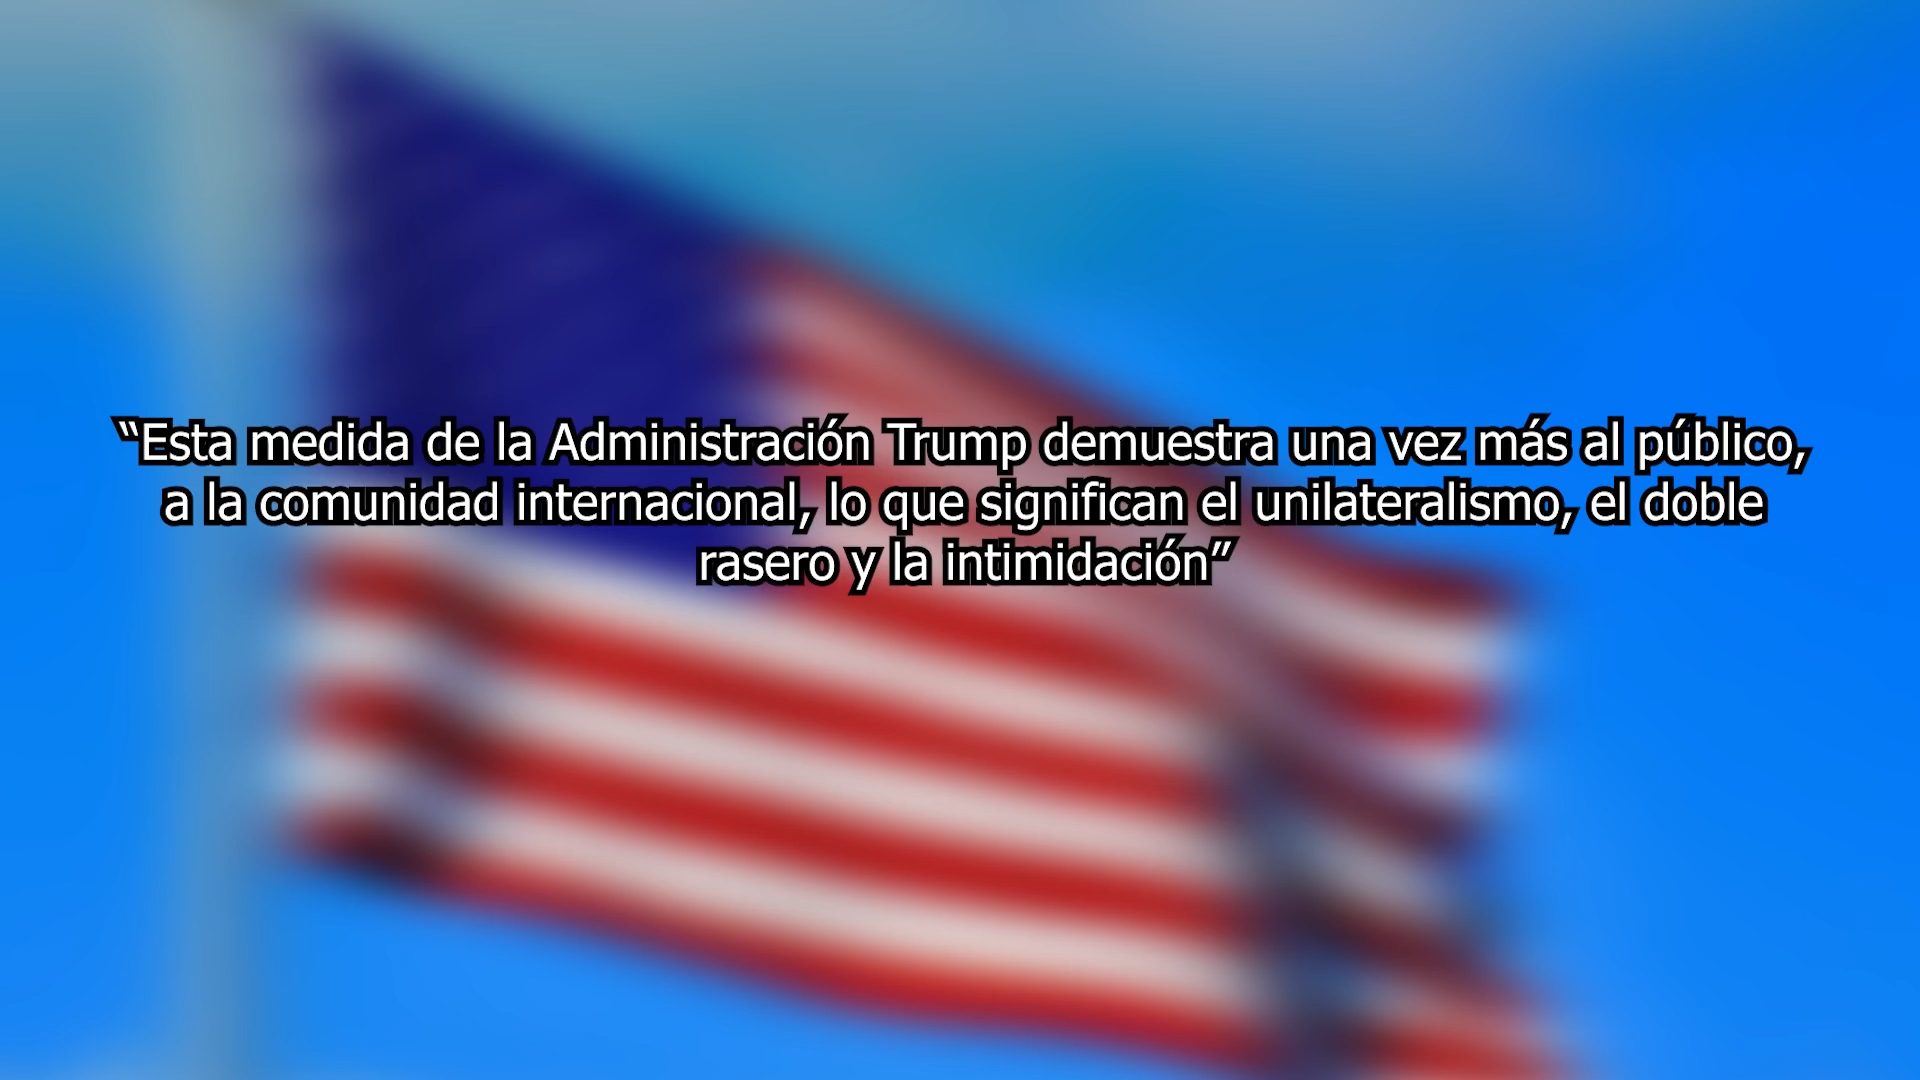 “Esta medida de la Administración Trump demuestra una vez más al público,
a la comunidad internacional, lo que significan el unilateralismo, el doble
rasero y la intimidación”